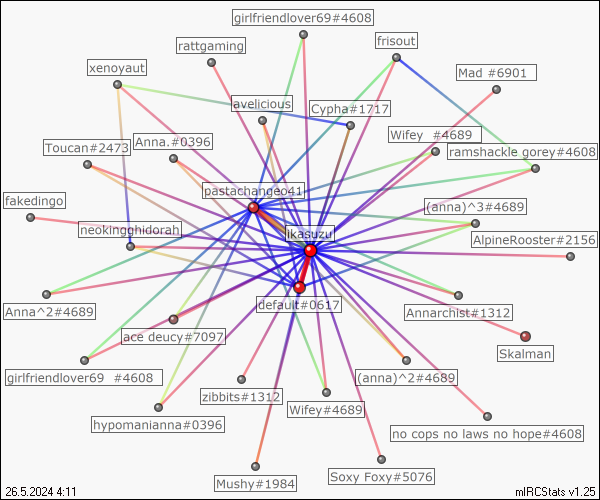 girlfriendlover69#4608
rattgaming
frisout
xenoyaut
Mad #6901
avelicious
Cypha#1717
Wifey  #4689
Toucan#2473
Anna.#0396
ramshackle gorey#4608
pastachangeo41
fakedingo
(anna)^3#4689
neokingghidorah
ikasuzu
AlpineRooster#2156
default#0617
Anna^2#4689
Annarchist#1312
ace deucy#7097
Skalman
girlfriendlover69  #4608
(anna)^2#4689
zibbits#1312
Wifey#4689
hypomanianna#0396
no cops no laws no hope#4608
Soxy Foxy#5076
Mushy#1984
26.5.2024 4:11
mIRCStats v1.25